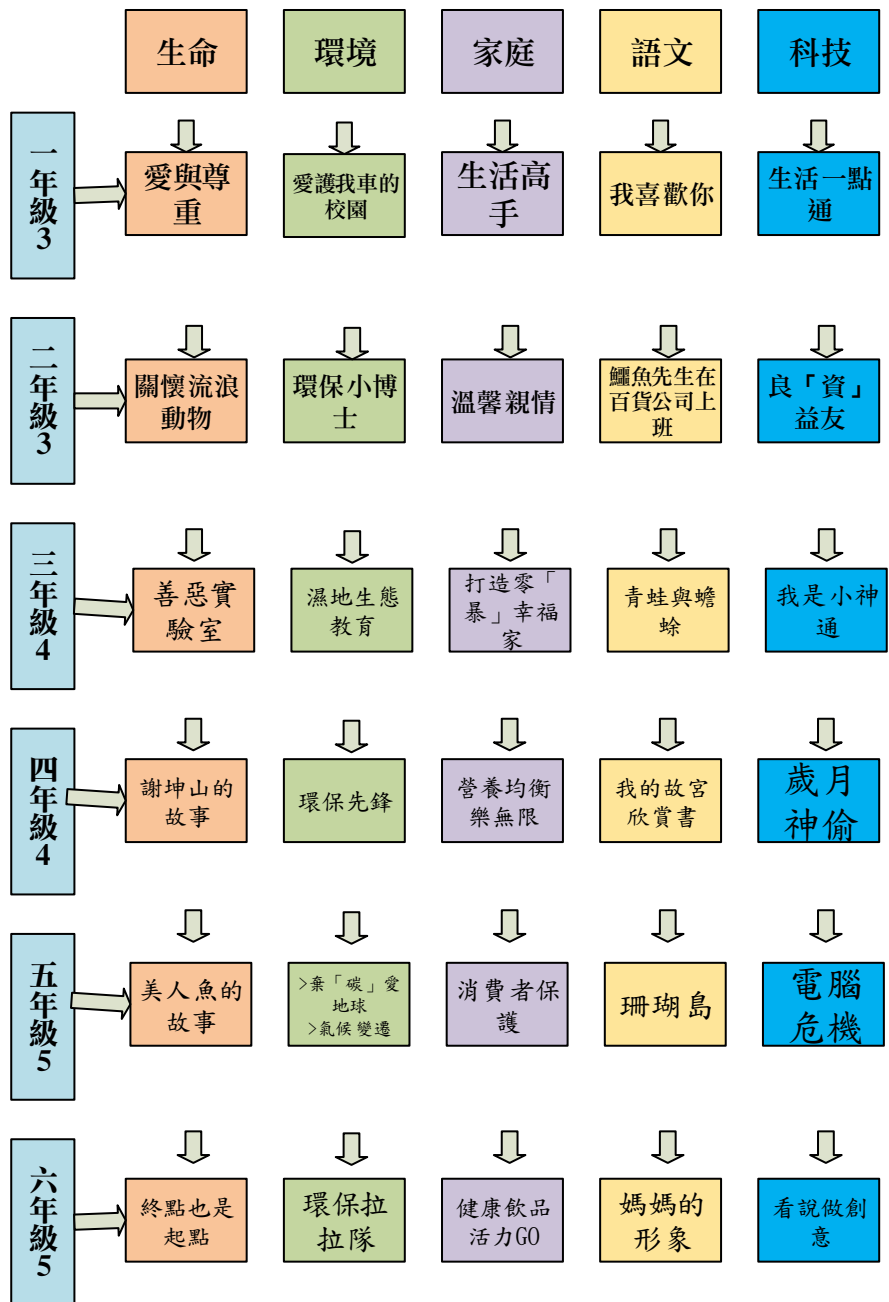 生命
環境
家庭
語文
科技
一年級3
愛與尊
重
愛護我車的
校園
生活高
手
我喜歡你
生活一點
通
二年級3
關懷流浪
動物
環保小博
士
溫馨親情
鱷魚先生在
百貨公司上
班
良「資」
益友
三年級4
善惡實
驗室
濕地生態
教育
打造零「
暴」幸福
家
青蛙與蟾
蜍
我是小神
通
四年級4
謝坤山的
故事
環保先鋒
營養均衡
樂無限
我的故宮
欣賞書
歲月
神偷
五年級5
美人魚的
故事
>棄「碳」愛
地球
>氣候變遷
消費者保
護
珊瑚島
電腦
危機
六年級5
終點也是
起點
環保拉
拉隊
健康飲品
活力GO
媽媽的
形象
看說做創
意